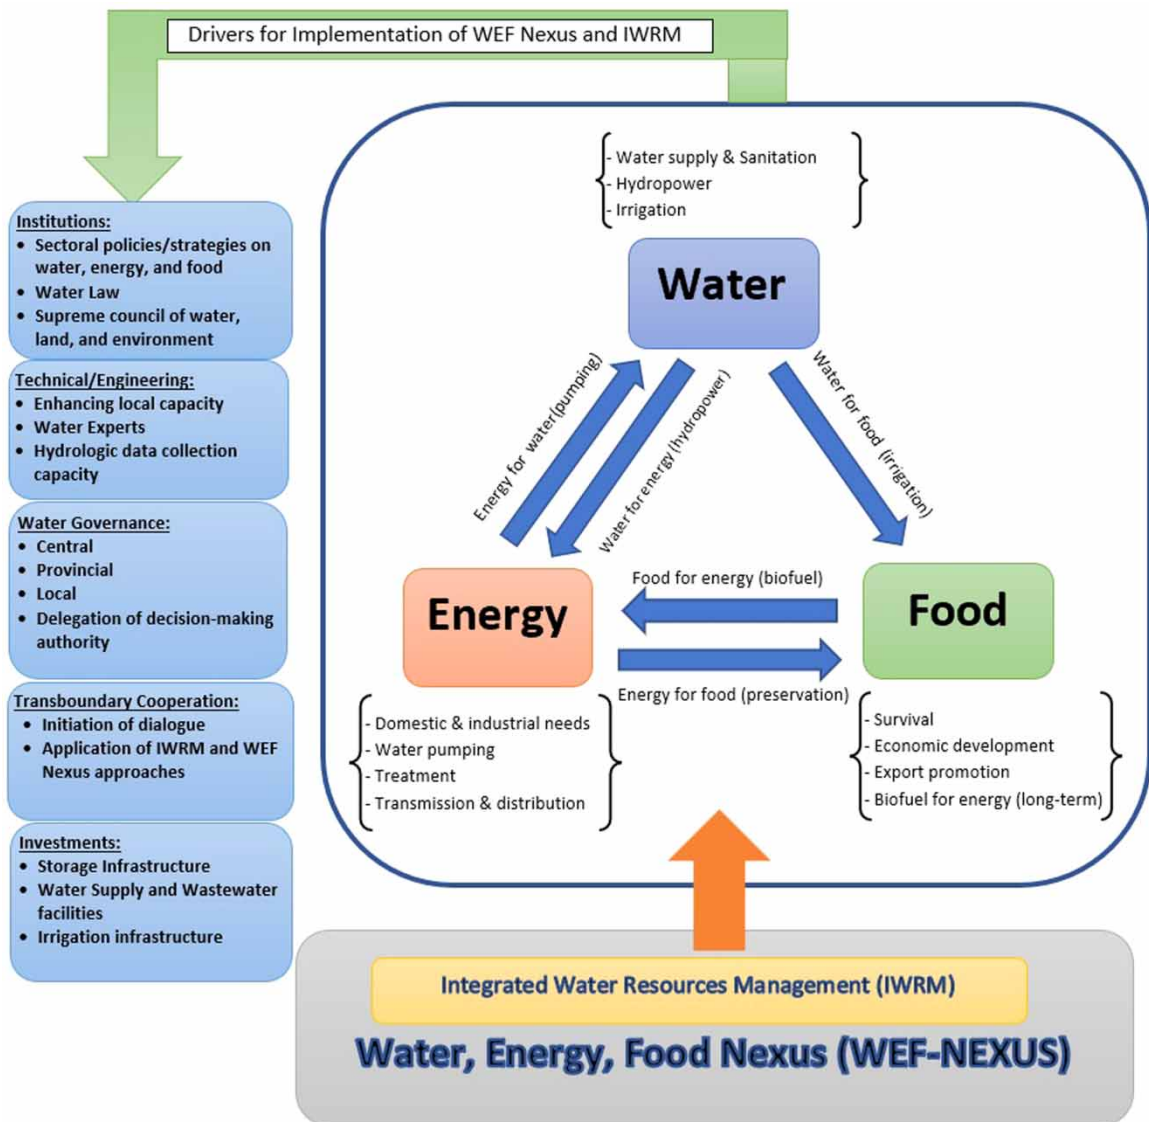 Drivers for Implementation of WEF Nexus and IWRM
Institutions:
• Sectoral policies/strategies on
water, energy, and food
• Water Law
• Supreme council of water,
land, and environment
Technical/Engineering:
• Enhancing local capacity
• Water Experts
• Hydrologic data collection
capacity
Water Governance:
• Central
• Provincial
• Local
• Delegation of decision-making
authority
Transboundary Cooperation:
• Initiation of dialogue
• Application of IWRM and WEF
Nexus approaches
Investments:
• Storage Infrastructure
• Water Supply and Wastewater
facilities
• Irrigation infrastructure
- Water supply & Sanitation
- Hydropower
- Irrigation
Water
Energy for water(pumping)
Water for energy(hydropower)
Water for food (irrigation)
Energy
Food for energy (biofuel)
Energy for food (preservation)
Food
- Domestic & industrial needs
- Water pumping
- Treatment
- Transmission & distribution
- Survival
- Economic development
- Export promotion
- Biofuel for energy (long-term)
Integrated Water Resources Management (IWRM)
Water, Energy, Food Nexus (WEF-NEXUS)